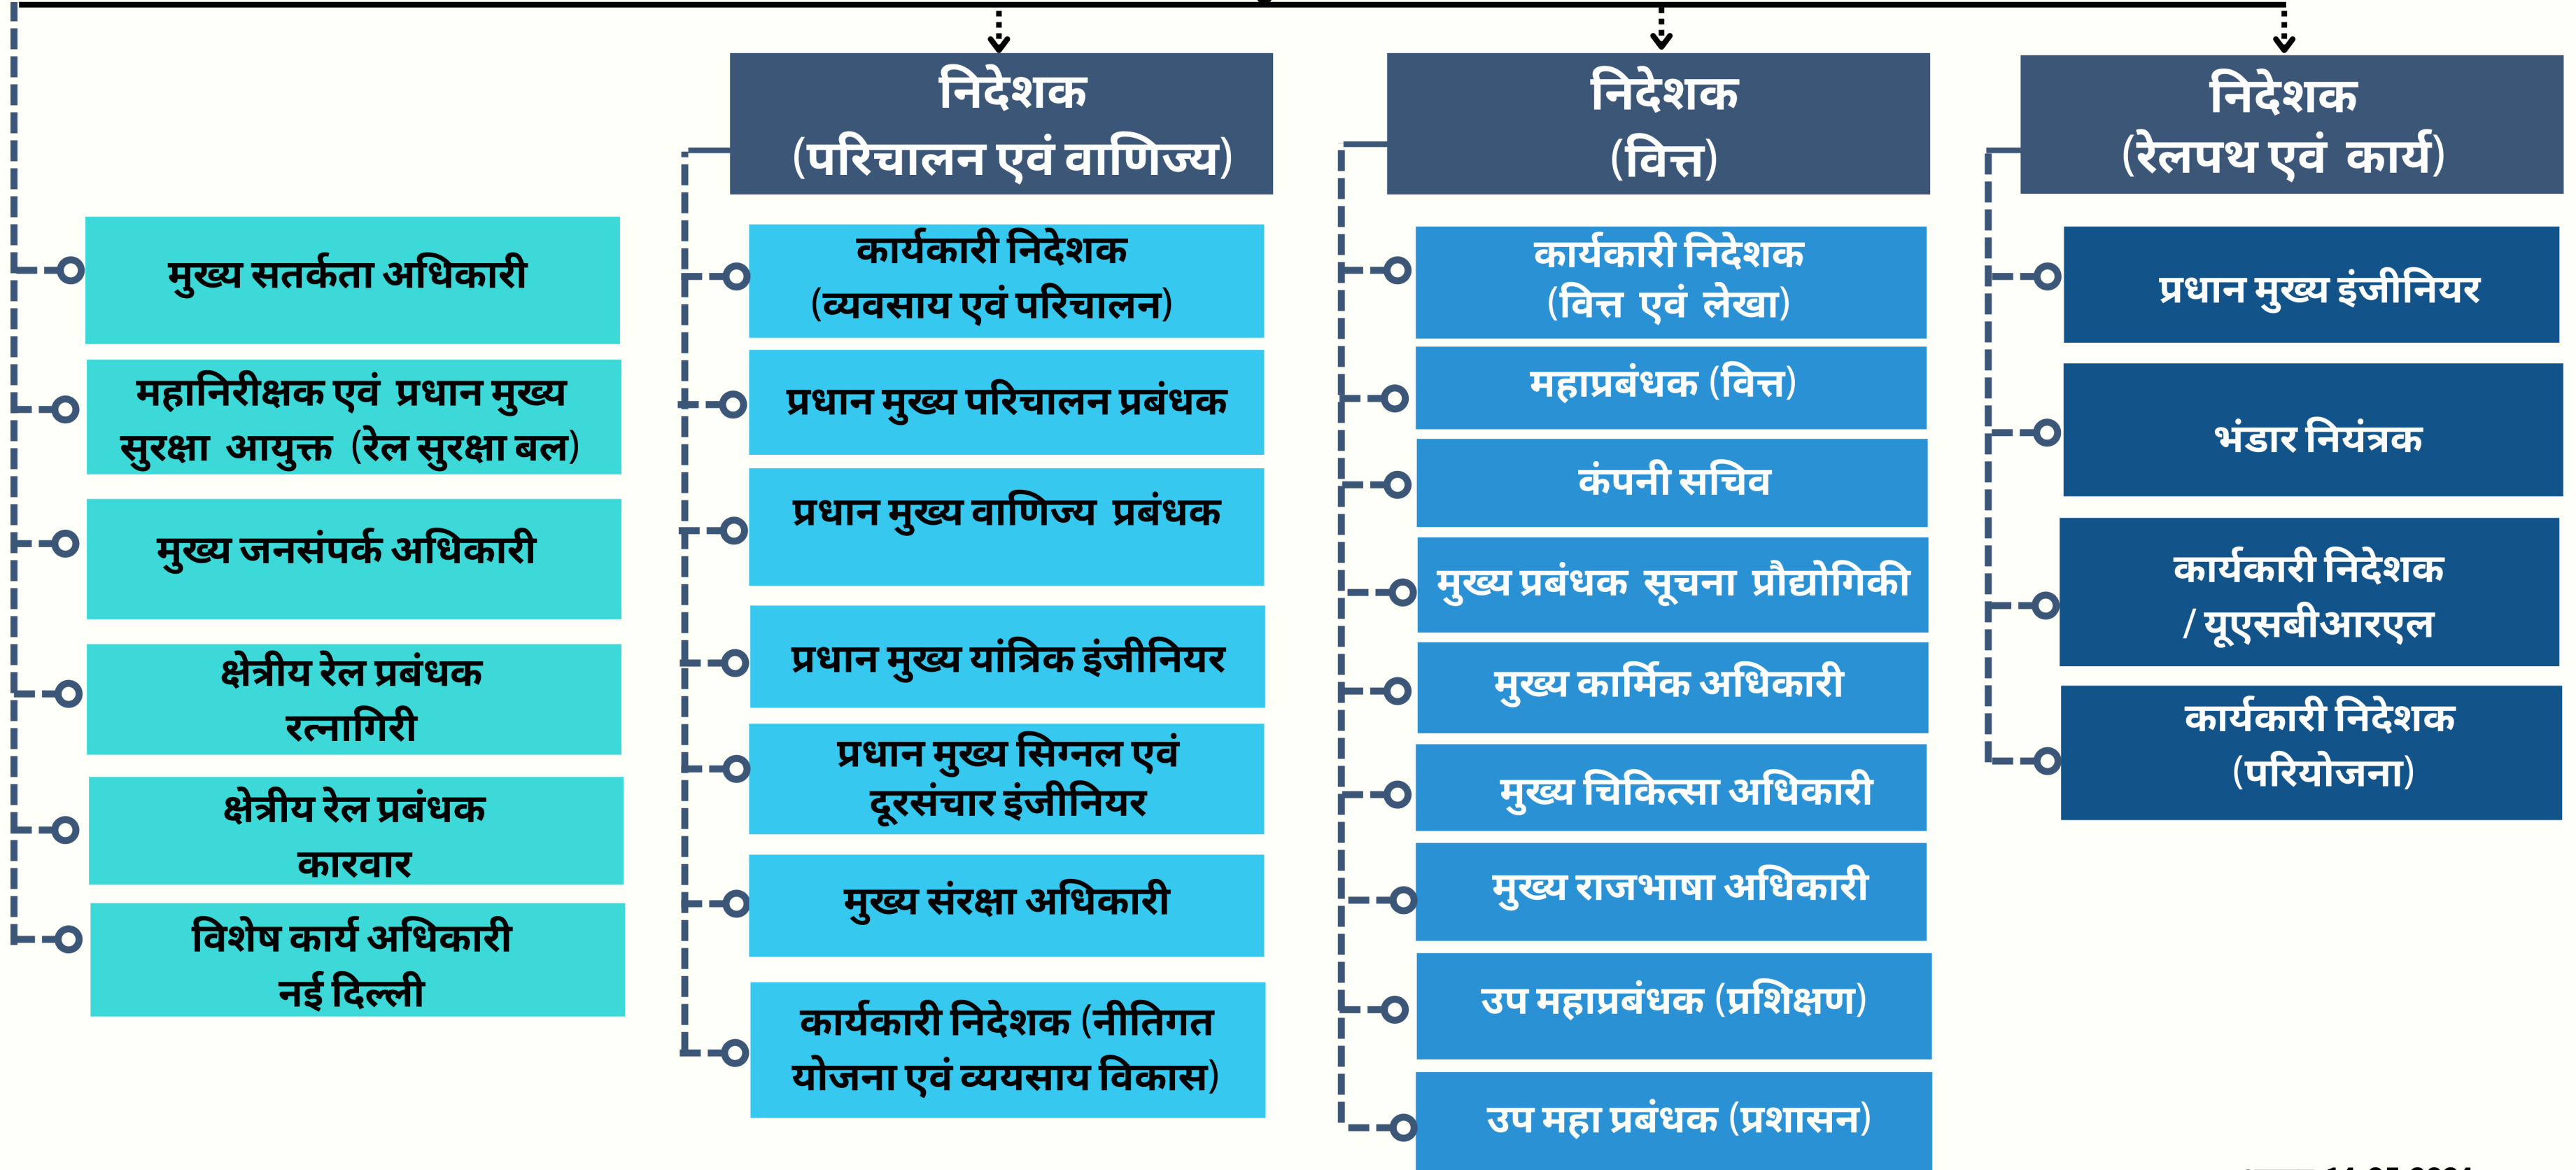 निदेशक
(परिचालन एवं वाणिज्य)
निदेशक
(वित्त)
निदेशक
(रेलपथ एवं कार्य)
मुख्य सतर्कता अधिकारी
महानिरीक्षक एवं प्रधान मुख्य
सुरक्षा आयुक्त (रेल सुरक्षा बल)
मुख्य जनसंपर्क अधिकारी
क्षेत्रीय रेल प्रबंधक
रत्नागिरी
क्षेत्रीय रेल प्रबंधक
कारवार
विशेष कार्य अधिकारी
नई दिल्ली
कार्यकारी निदेशक
(व्यवसाय एवं परिचालन)
प्रधान मुख्य परिचालन प्रबंधक
प्रधान मुख्य वाणिज्य प्रबंधक
प्रधान मुख्य यांत्रिक इंजीनियर
प्रधान मुख्य सिग्नल एवं
दूरसंचार इंजीनियर
मुख्य संरक्षा अधिकारी
कार्यकारी निदेशक (नीतिगत
योजना एवं व्ययसाय विकास)
कार्यकारी निदेशक
(वित्त एवं लेखा)
महाप्रबंधक (वित्त)
कंपनी सचिव
मुख्य प्रबंधक सूचना प्रौद्योगिकी
मुख्य कार्मिक अधिकारी
मुख्य चिकित्सा अधिकारी
मुख्य राजभाषा अधिकारी
उप महाप्रबंधक (प्रशिक्षण)
उप महा प्रबंधक (प्रशासन)
प्रधान मुख्य इंजीनियर
भंडार नियंत्रक
कार्यकारी निदेशक
/ यूएसबीआरएल
कार्यकारी निदेशक
(परियोजना)